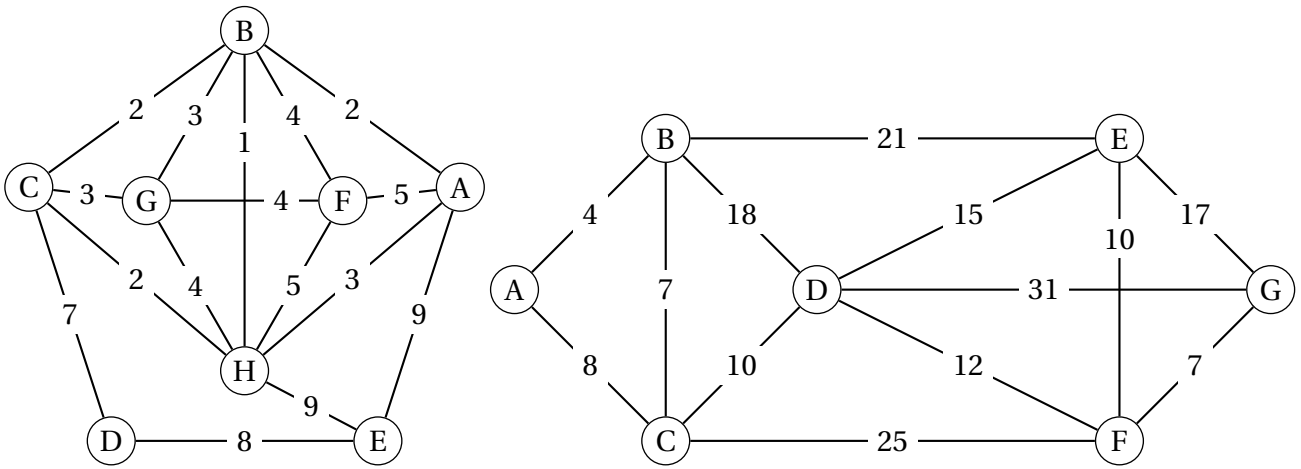 B
2 3 4 2
1
C 3 G 4 F 5 A
2 4 5 3
7 9
H
9
D 8 E
B 21 E
4 18 15 17
10
A 7 D 31 G
8 10 12 7
C 25 F